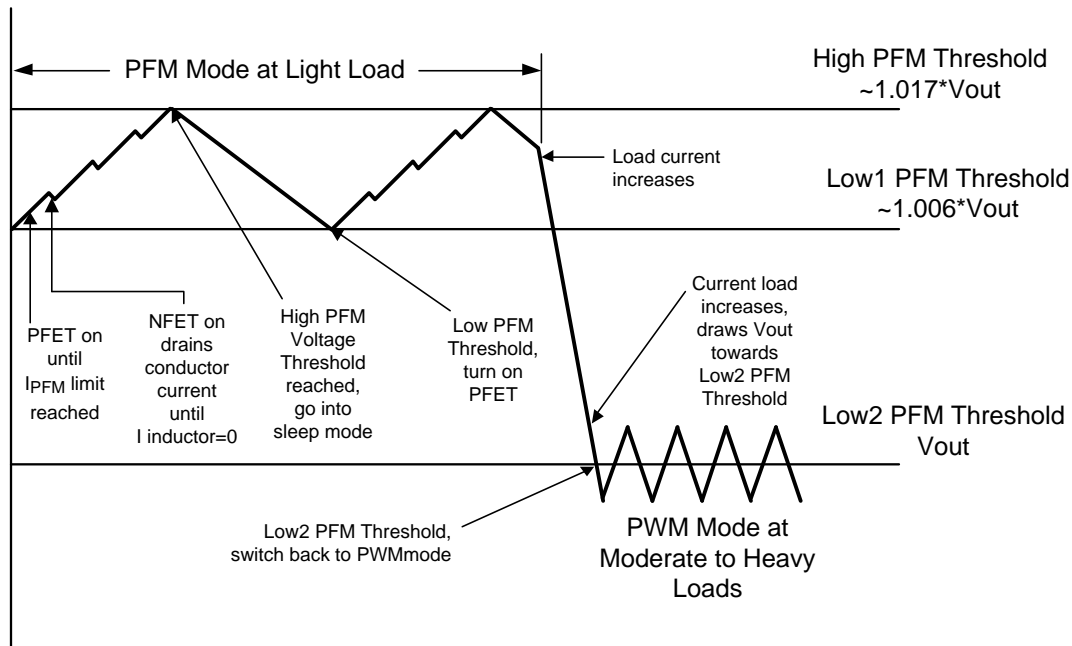 PFM Mode at Light Load
High PFM Threshold
~1.017*Vout
Load current
increases
Low1 PFM Threshold
~1.006*Vout
PFET on
until
IPFM limit
reached
NFET on
drains
conductor
current
until
I inductor=0
High PFM
Voltage
Threshold
reached,
go into
sleep mode
Low PFM
Threshold,
turn on
PFET
Current load
increases,
draws Vout
towards
Low2 PFM
Threshold
Low2 PFM Threshold
Vout
Low2 PFM Threshold,
switch back to PWMmode
PWM Mode at
Moderate to Heavy
Loads